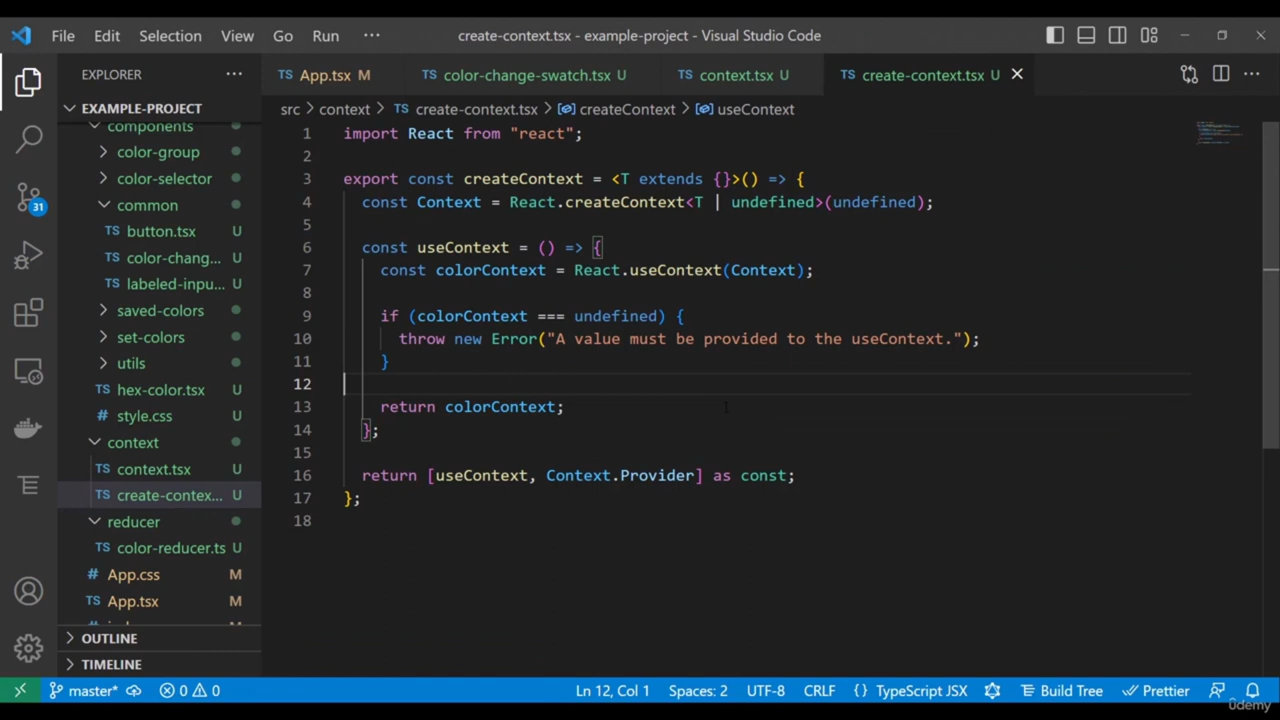 File Edit Selection View Go Run ··· create-context.tsx - example-project - Visual Studio Code
EXPLORER ···
TS App.tsx M TS color-change-swatch.tsx U TS context.tsx U TS create-context.tsx U
EXAMPLE-PROJECT
src > context > TS create-context.tsx > createContext > useContext
components
color-group
color-selector
common
TS button.tsx U
TS color-chang... U
TS labeled-inpu... U
saved-colors
set-colors
utils
TS hex-color.tsx U
# style.css U
context
TS context.tsx U
TS create-contex... U
reducer
TS color-reducer.ts U
# App.css M
TS App.tsx M
OUTLINE
TIMELINE
31
1 import React from "react";
2
3 export const createContext = <T extends {}>() => {
4 const Context = React.createContext<T | undefined>(undefined);
5
6 const useContext = () => {
7 const colorContext = React.useContext(Context);
8
9 if (colorContext === undefined) {
10 throw new Error("A value must be provided to the useContext.");
11 }
12
13 return colorContext;
14 };
15
16 return [useContext, Context.Provider] as const;
17 };
18
master* 0 0 Ln 12, Col 1 Spaces: 2 UTF-8 CRLF {} TypeScript JSX Build Tree Prettier
ûdemy